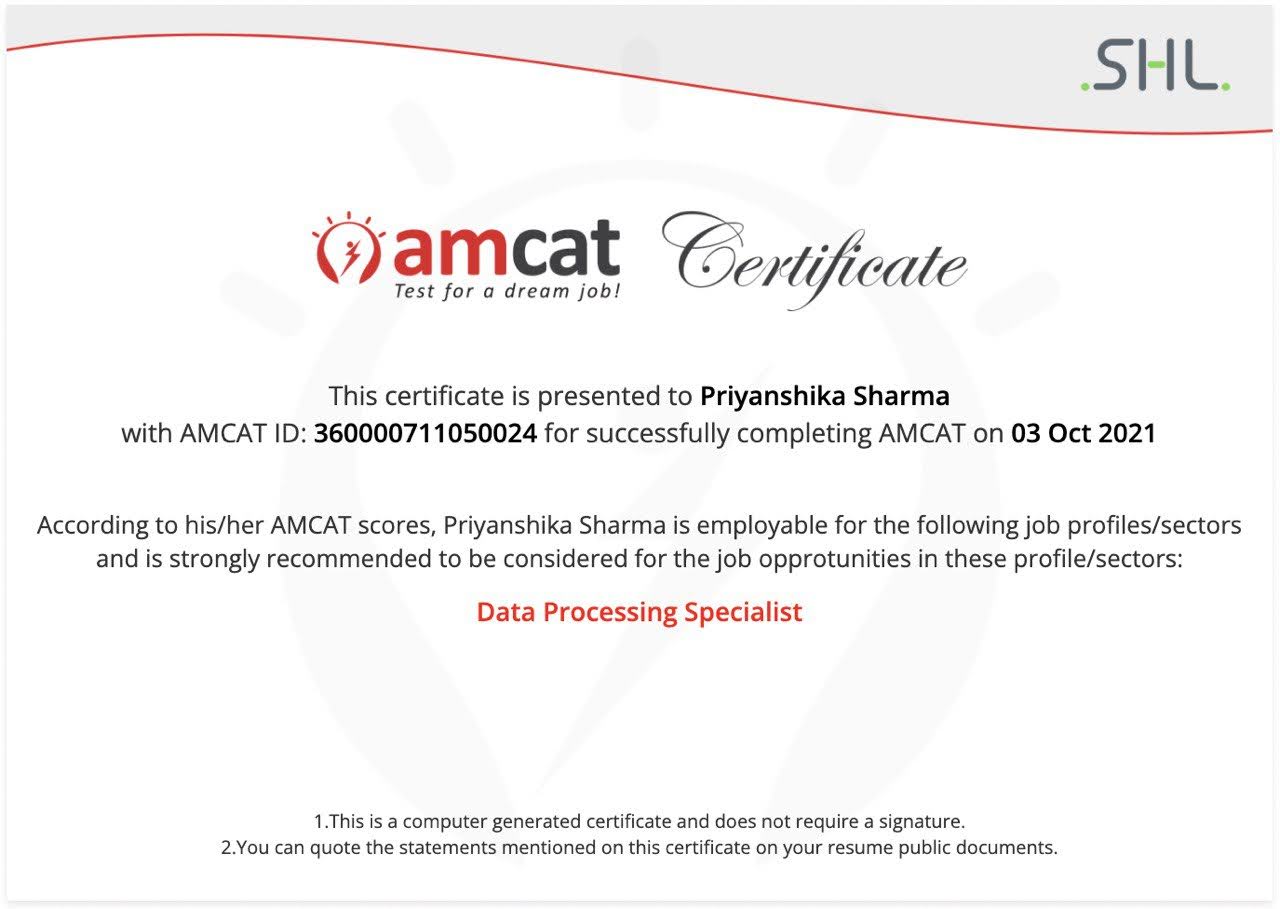 .SHL.
amcat Certificate
Test for a dream job!
This certificate is presented to Priyanshika Sharma
with AMCAT ID: 360000711050024 for successfully completing AMCAT on 03 Oct 2021
According to his/her AMCAT scores, Priyanshika Sharma is employable for the following job profiles/sectors
and is strongly recommended to be considered for the job opprotunities in these profile/sectors:
Data Processing Specialist
1.This is a computer generated certificate and does not require a signature.
2.You can quote the statements mentioned on this certificate on your resume public documents.